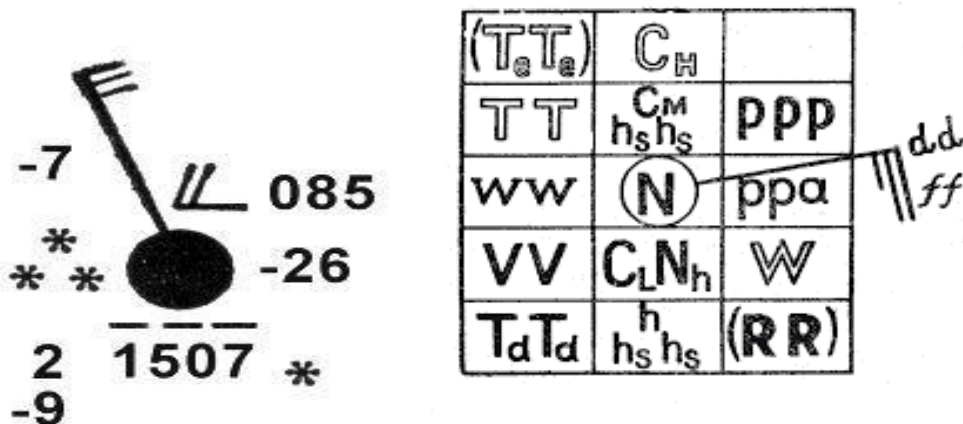 -7
085
-26
2
1507
-9
(TeTe) CH
TT CM hshs ppp
ww N ppa
VV CLNh W
TdTd h hshs (RR)
dd
ff